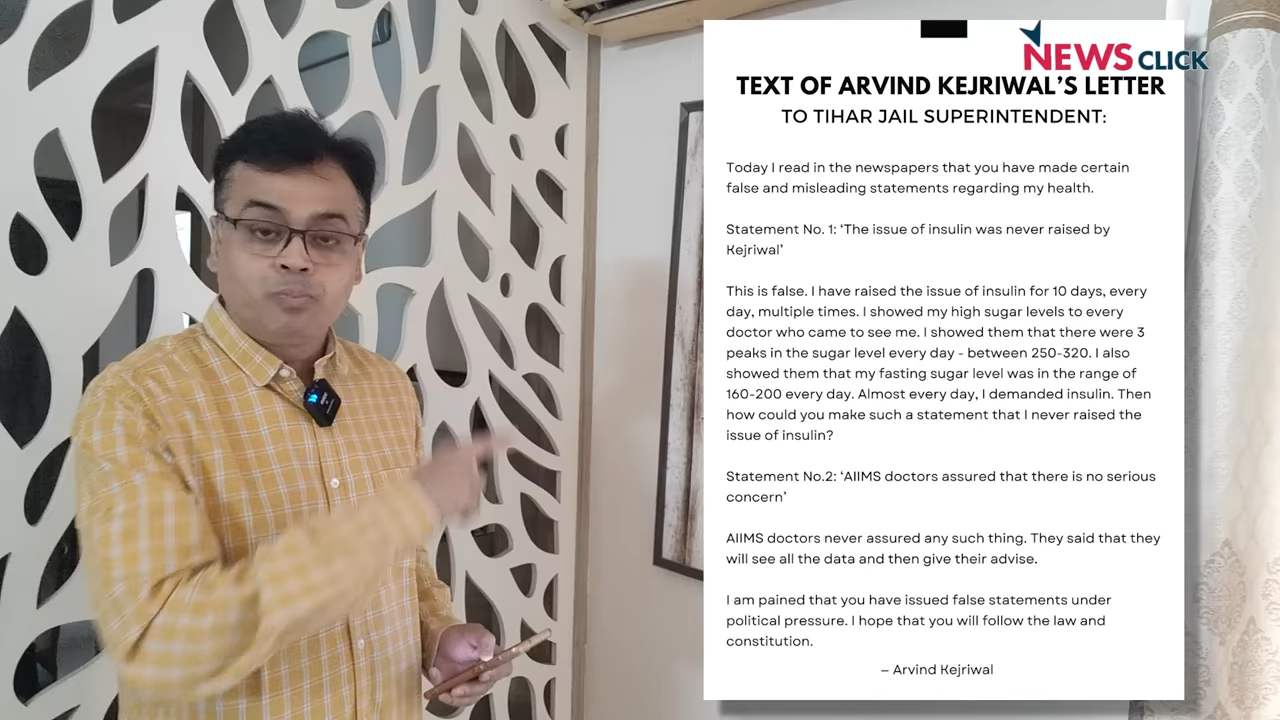 NEWS CLICK
TEXT OF ARVIND KEJRIWAL'S LETTER
TO TIHAR JAIL SUPERINTENDENT:
Today I read in the newspapers that you have made certain
false and misleading statements regarding my health.
Statement No. 1: ‘The issue of insulin was never raised by
Kejriwal’
This is false. I have raised the issue of insulin for 10 days, every
day, multiple times. I showed my high sugar levels to every
doctor who came to see me. I showed them that there were 3
peaks in the sugar level every day - between 250-320. I also
showed them that my fasting sugar level was in the range of
160-200 every day. Almost every day, I demanded insulin. Then
how could you make such a statement that I never raised the
issue of insulin?
Statement No.2: ‘AIIMS doctors assured that there is no serious
concern’
AIIMS doctors never assured any such thing. They said that they
will see all the data and then give their advise.
I am pained that you have issued false statements under
political pressure. I hope that you will follow the law and
constitution.
– Arvind Kejriwal